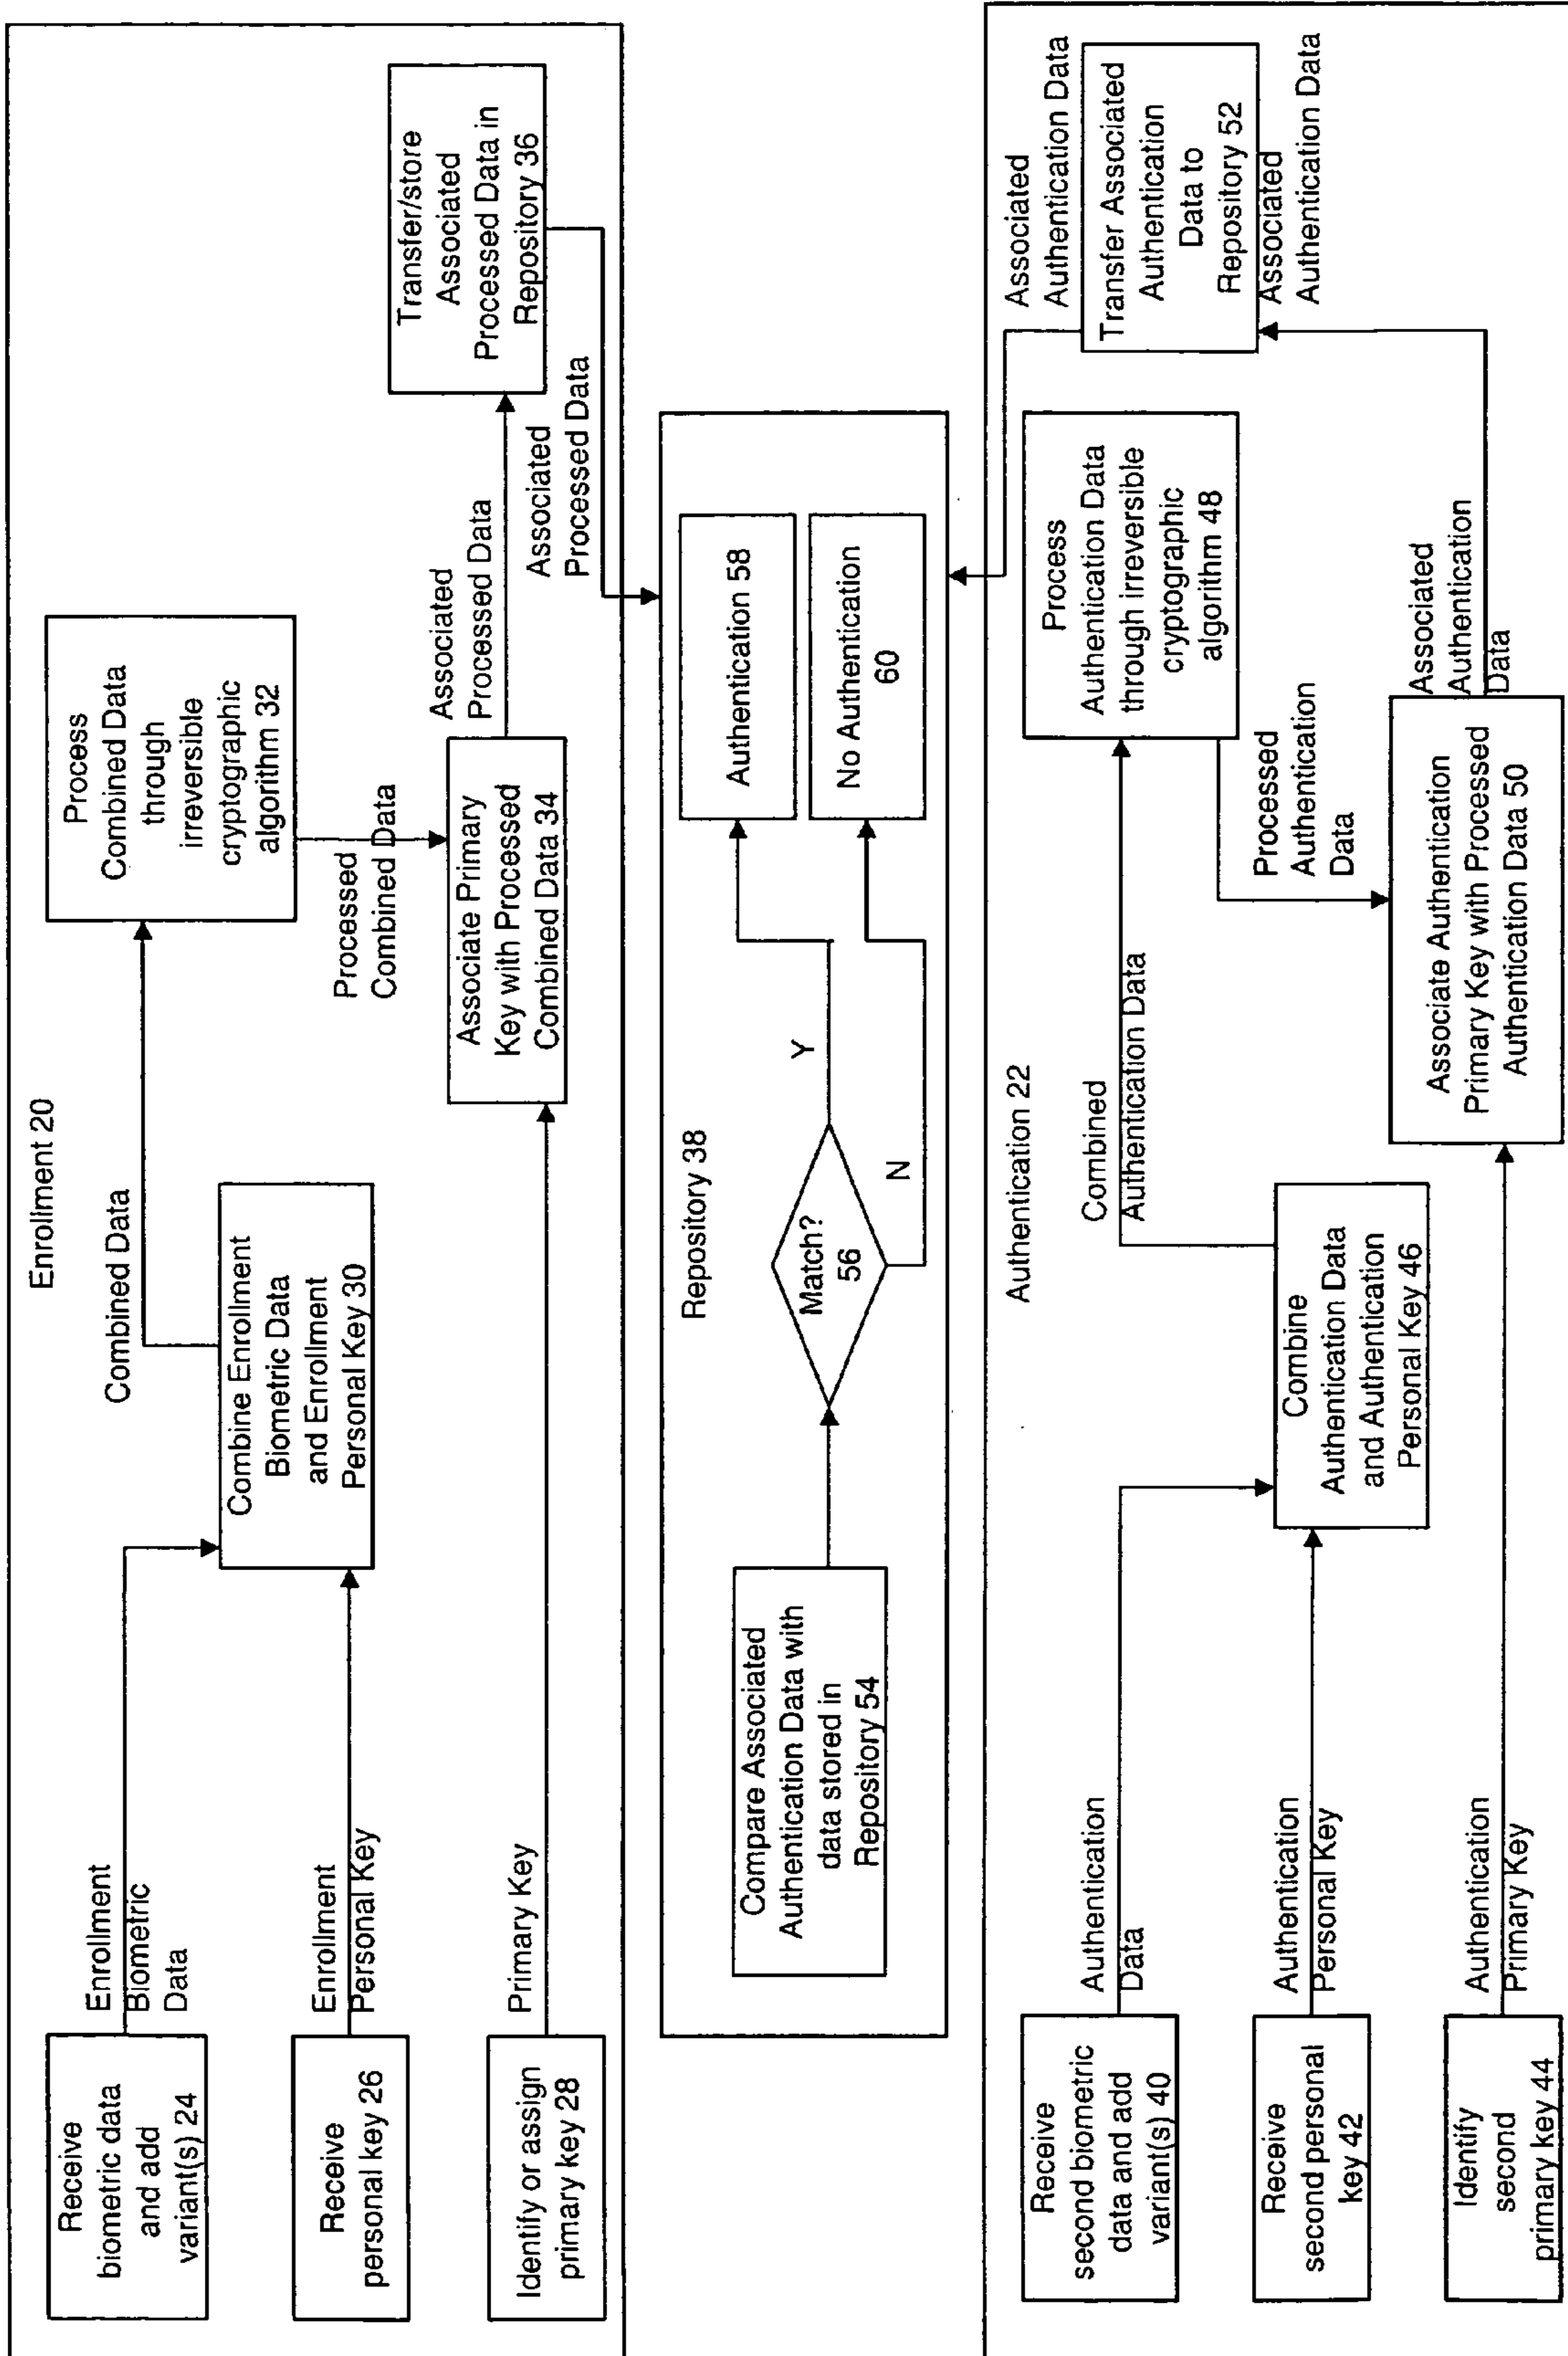 Enrollment 20
Receive
biometric data
and add
variant(s) 24
Enrollment
Biometric
Data
Receive
personal key 26
Enrollment
Personal Key
Identify or assign
primary key 28
Primary Key
Combine Enrollment
Biometric Data
and Enrollment
Personal Key 30
Combined Data
Process
Combined Data
through
irreversible
cryptographic
algorithm 32
Processed
Combined Data
Associate Primary
Key with Processed
Combined Data 34
Associated
Processed Data
Transfer/store
Associated
Processed Data in
Repository 36
Associated
Processed Data
Repository 38
Compare Associated
Authentication Data with
data stored in
Repository 54
Match?
56
Y
N
Authentication 58
No Authentication
60
Authentication 22
Receive
second biometric
data and add
variant(s) 40
Authentication
Data
Receive
second personal
key 42
Authentication
Personal Key
Identify
second
primary key 44
Authentication
Primary Key
Combine
Authentication Data
and Authentication
Personal Key 46
Combined
Authentication Data
Process
Authentication Data
through irreversible
cryptographic
algorithm 48
Processed
Authentication
Data
Associate Authentication
Primary Key with Processed
Authentication Data 50
Associated
Authentication
Data
Transfer Associated
Authentication
Data to
Repository 52
Associated
Authentication Data
Associated
Authentication Data